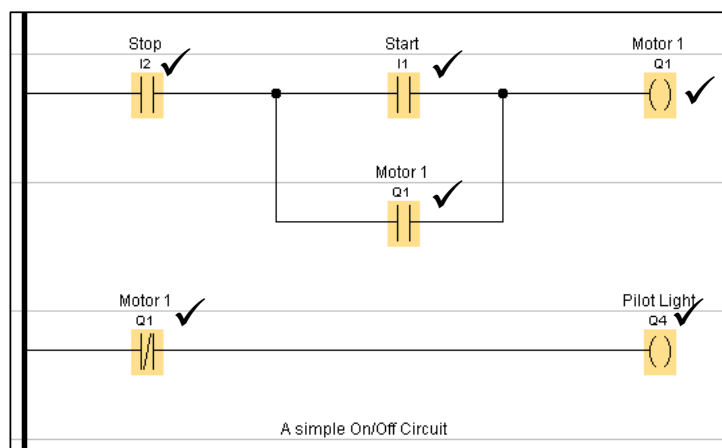 Stop Start Motor 1
I2 I1 Q1
Motor 1
Q1
Motor 1 Pilot Light
Q1 Q4
A simple On/Off Circuit